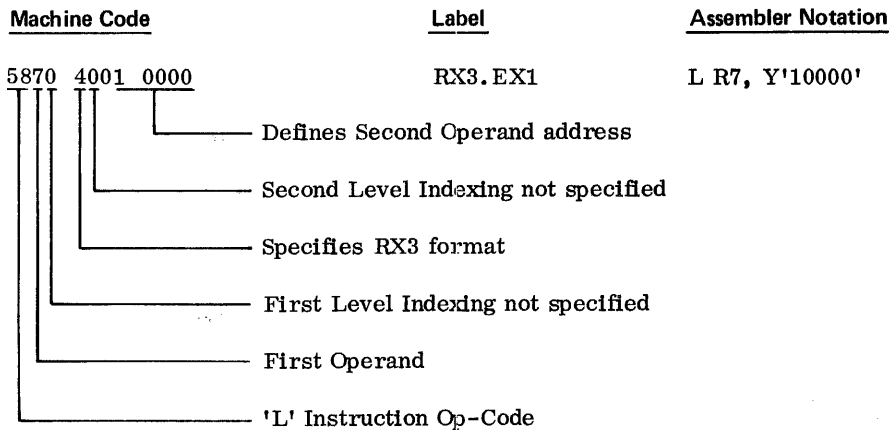 Machine Code Label Assembler Notation
5870 4001 0000 RX3.EX1 L R7, Y'10000'
Defines Second Operand address
Second Level Indexing not specified
Specifies RX3 format
First Level Indexing not specified
First Operand
'L' Instruction Op-Code